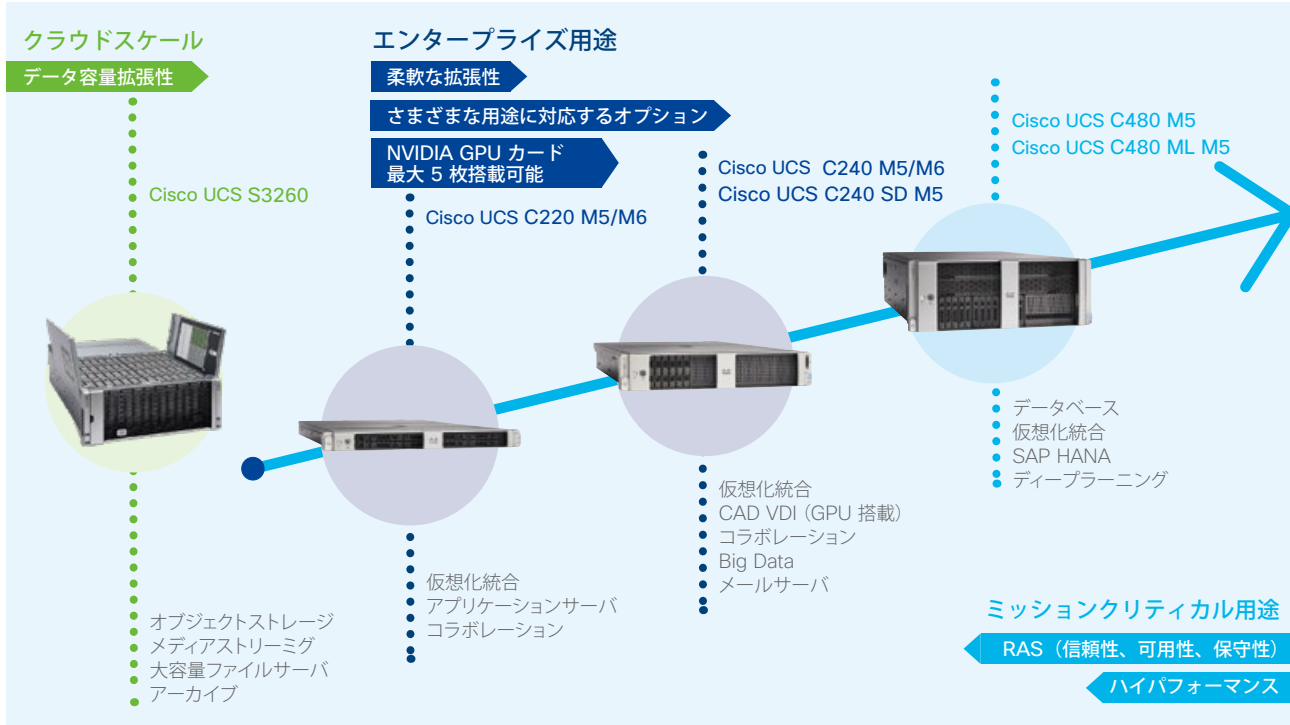 クラウドスケール
データ容量拡張性
Cisco UCS S3260
オブジェクトストレージ
メディアストリーミグ
大容量ファイルサーバ
アーカイブ
エンタープライズ用途
柔軟な拡張性
さまざまな用途に対応するオプション
NVIDIA GPU カード
最大 5 枚搭載可能
Cisco UCS C220 M5/M6
仮想化統合
アプリケーションサーバ
コラボレーション
Cisco UCS C240 M5/M6
Cisco UCS C240 SD M5
仮想化統合
CAD VDI（GPU 搭載）
コラボレーション
Big Data
メールサーバ
Cisco UCS C480 M5
Cisco UCS C480 ML M5
データベース
仮想化統合
SAP HANA
ディープラーニング
ミッションクリティカル用途
RAS（信頼性、可用性、保守性）
ハイパフォーマンス